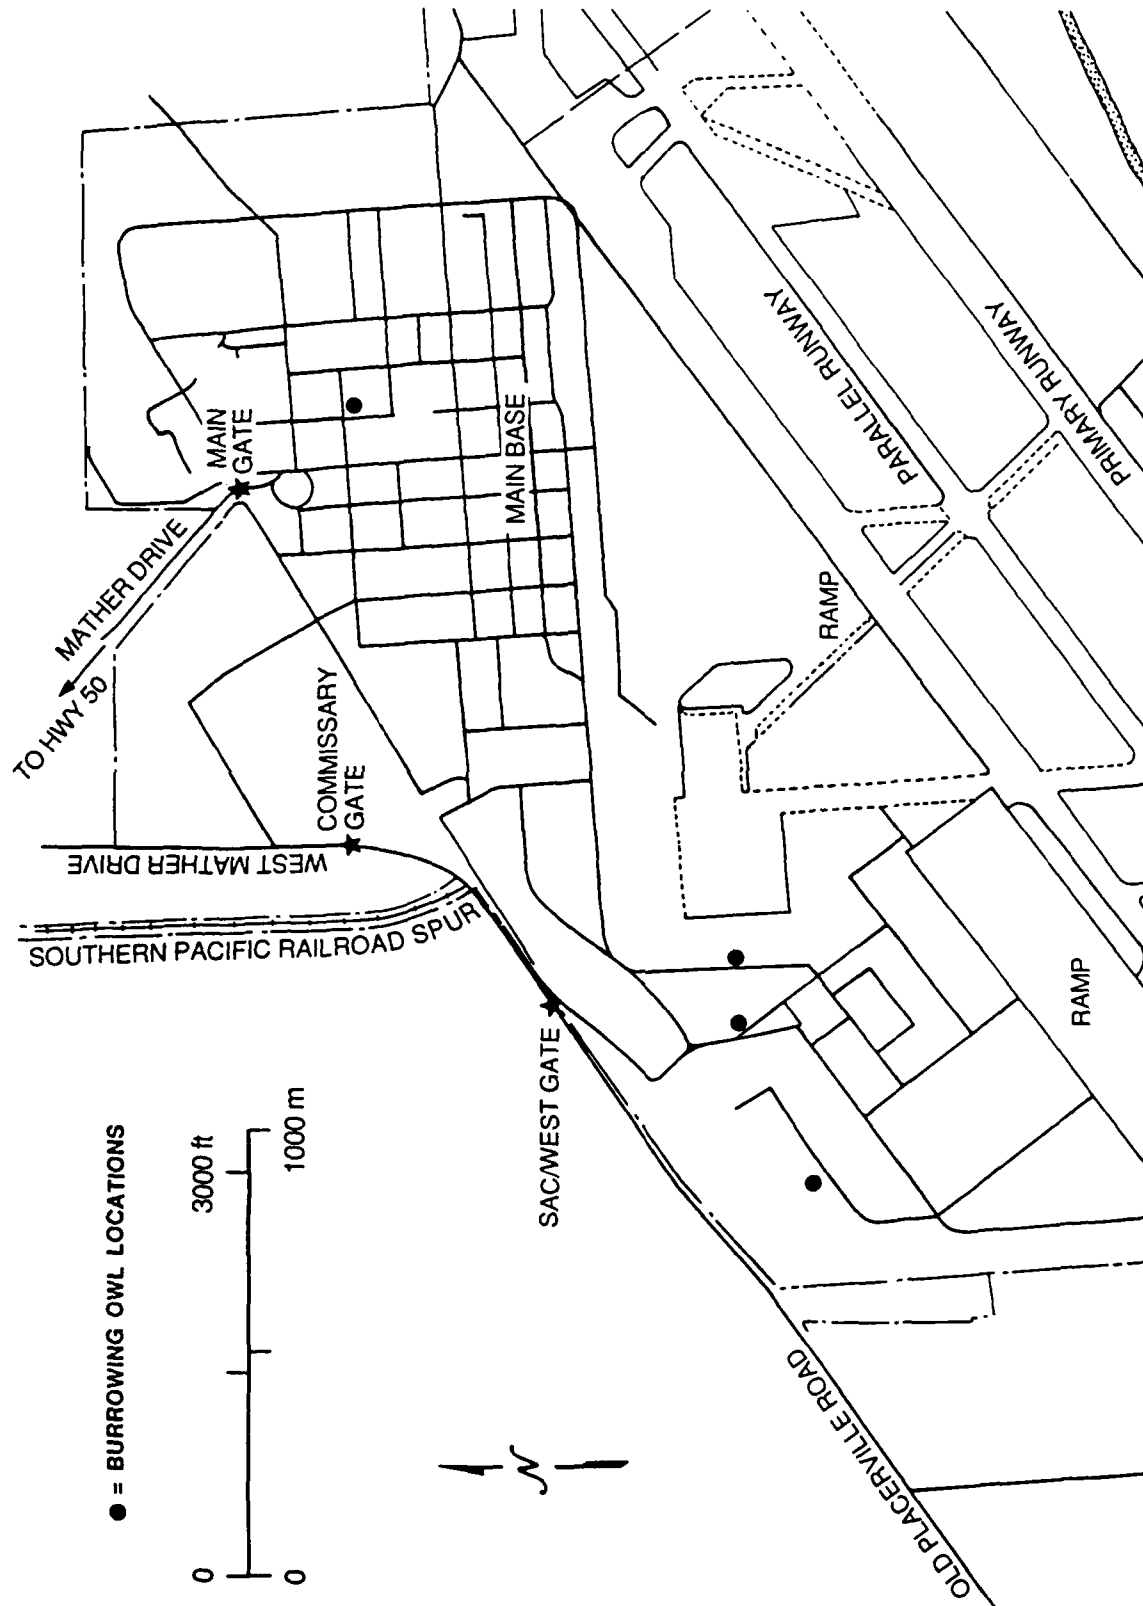 TO HWY 50
MATHER DRIVE
MAIN
GATE
COMMISSARY
GATE
WEST MATHER DRIVE
SOUTHERN PACIFIC RAILROAD SPUR
MAIN BASE
PARALLEL RUNWAY
PRIMARY RUNWAY
RAMP
RAMP
SAC/WEST GATE
OLD PLACERVILLE ROAD
= BURROWING OWL LOCATIONS
0 3000 ft
0 1000 m
N